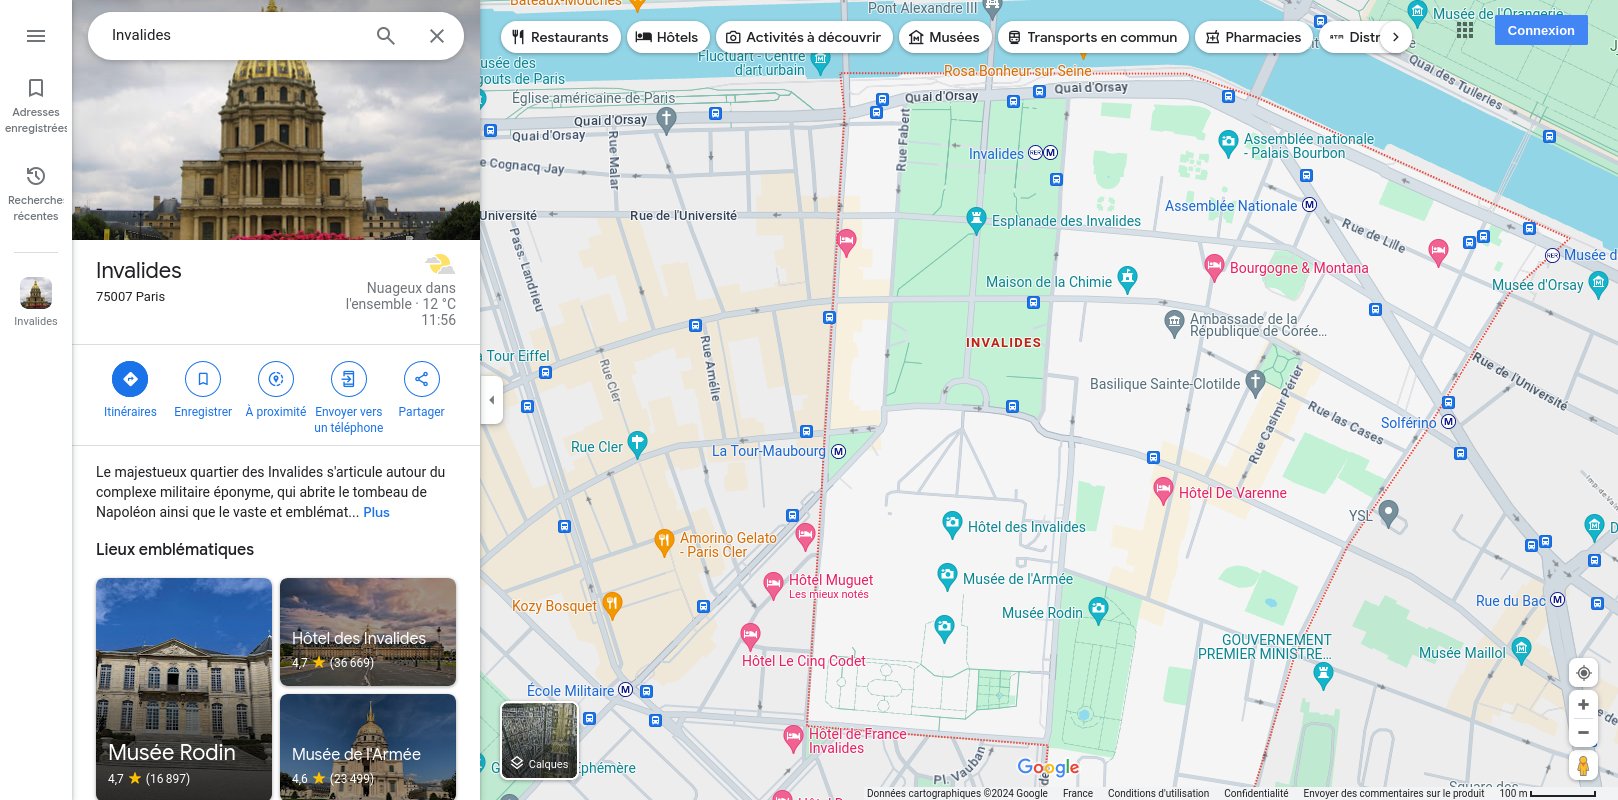 Invalides
Adresses
enregistrées
Recherches
récentes
Invalides
Invalides
75007 Paris
Nuageux dans
l'ensemble · 12 °C
11:56
Itinéraires
Enregistrer
À proximité
Envoyer vers
un téléphone
Partager
Le majestueux quartier des Invalides s'articule autour du
complexe militaire éponyme, qui abrite le tombeau de
Napoléon ainsi que le vaste et emblémat... Plus
Lieux emblématiques
Musée Rodin
4,7 ★ (16 897)
Hôtel des Invalides
4,7 ★ (36 669)
Musée de l'Armée
4,6 ★ (23 499)
Restaurants
Hôtels
Activités à découvrir
Musées
Transports en commun
Pharmacies
Distr
Connexion
Bateaux-Mouches
Pont Alexandre III
Musée de l'Orangerie
Quai des Tuileries
usée des
gouts de Paris
Fluctuart - Centre
d'art urbain
Rosa Bonheur sur Seine
Quai d'Orsay
Quai d'Orsay
Église américaine de Paris
Quai d'Orsay
Quai d'Orsay
e Cognacq Jay
Rue Malar
Rue Fabert
Invalides
RER
M
Assemblée nationale
- Palais Bourbon
Assemblée Nationale
M
Université
Rue de l'Université
Esplanade des Invalides
Rue de Lille
Pass. Landrieu
Bourgogne & Montana
Maison de la Chimie
Musée d
Musée d'Orsay
Ambassade de la
République de Corée...
INVALIDES
a Tour Eiffel
Rue Cler
Rue Amélie
Basilique Sainte-Clotilde
Rue Casimir Périer
Rue las Cases
Rue de l'Université
Solférino
M
Rue Cler
La Tour-Maubourg
M
Hôtel De Varenne
YSL
Hôtel des Invalides
Amorino Gelato
- Paris Cler
Musée de l'Armée
Hôtel Muguet
Les mieux notés
Kozy Bosquet
Musée Rodin
Rue du Bac
M
GOUVERNEMENT
PREMIER MINISTRE...
Musée Maillol
Hôtel Le Cinq Codet
École Militaire
M
Hôtel de France
Invalides
phémère
Pl. Vauban
Calques
Google
Square des
Données cartographiques ©2024 Google
France
Conditions d'utilisation
Confidentialité
Envoyer des commentaires sur le produit
100 m